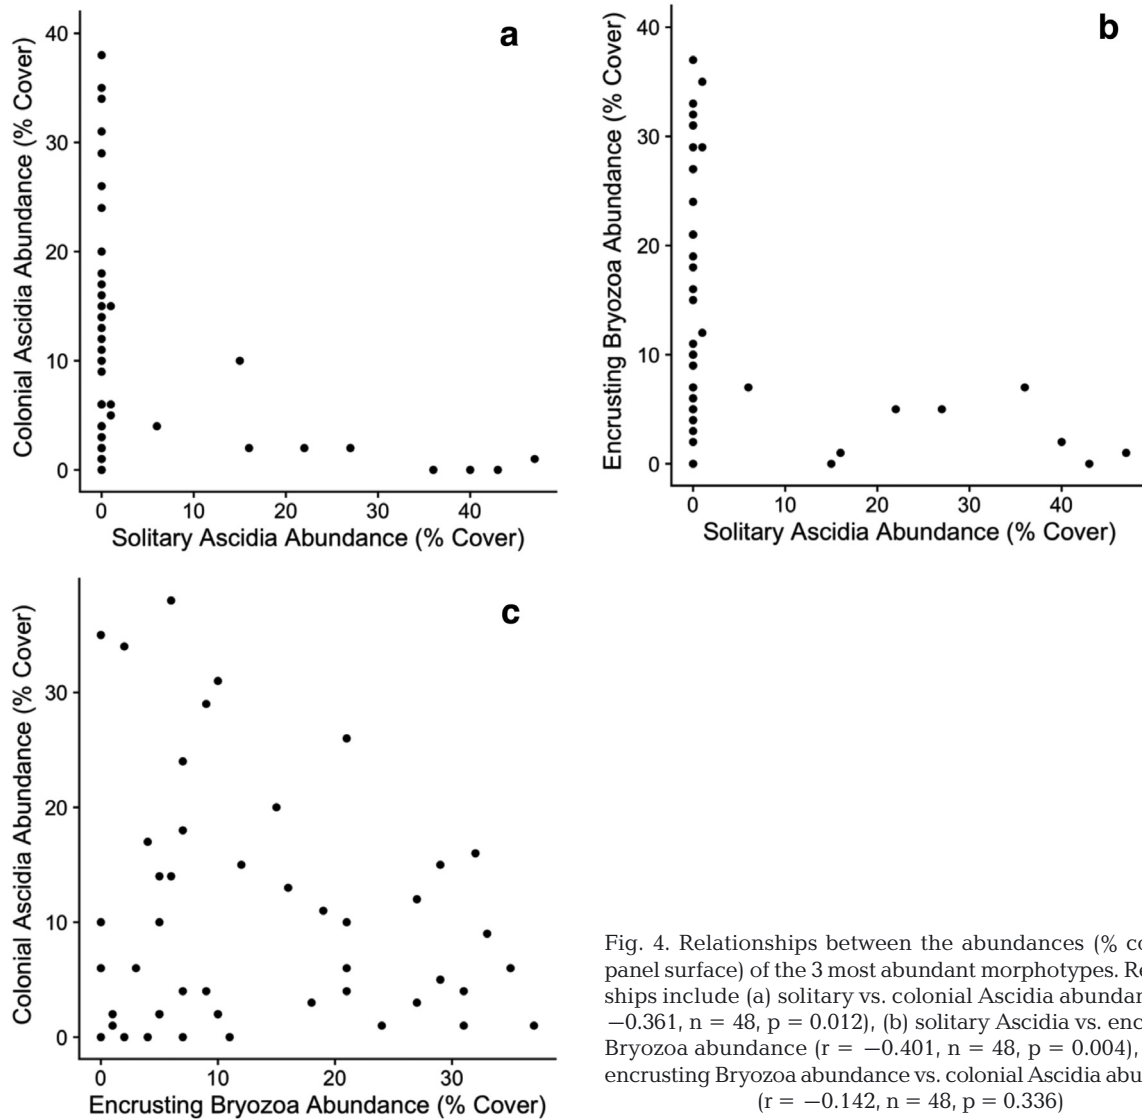 a
40
30
20
10
0
Colonial Ascidia Abundance (% Cover)
0 10 20 30 40
Solitary Ascidia Abundance (% Cover)
b
40
30
20
10
0
Encrusting Bryozoa Abundance (% Cover)
0 10 20 30 40
Solitary Ascidia Abundance (% Cover)
c
30
20
10
0
Colonial Ascidia Abundance (% Cover)
0 10 20 30
Encrusting Bryozoa Abundance (% Cover)
Fig. 4. Relationships between the abundances (% co
panel surface) of the 3 most abundant morphotypes. Re
ships include (a) solitary vs. colonial Ascidia abundan
−0.361, n = 48, p = 0.012), (b) solitary Ascidia vs. enc
Bryozoa abundance (r = −0.401, n = 48, p = 0.004),
encrusting Bryozoa abundance vs. colonial Ascidia abu
(r = −0.142, n = 48, p = 0.336)